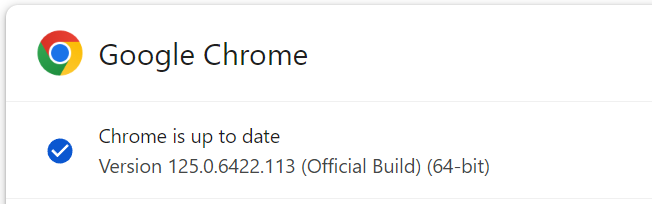 Google Chrome
Chrome is up to date
Version 125.0.6422.113 (Official Build) (64-bit)